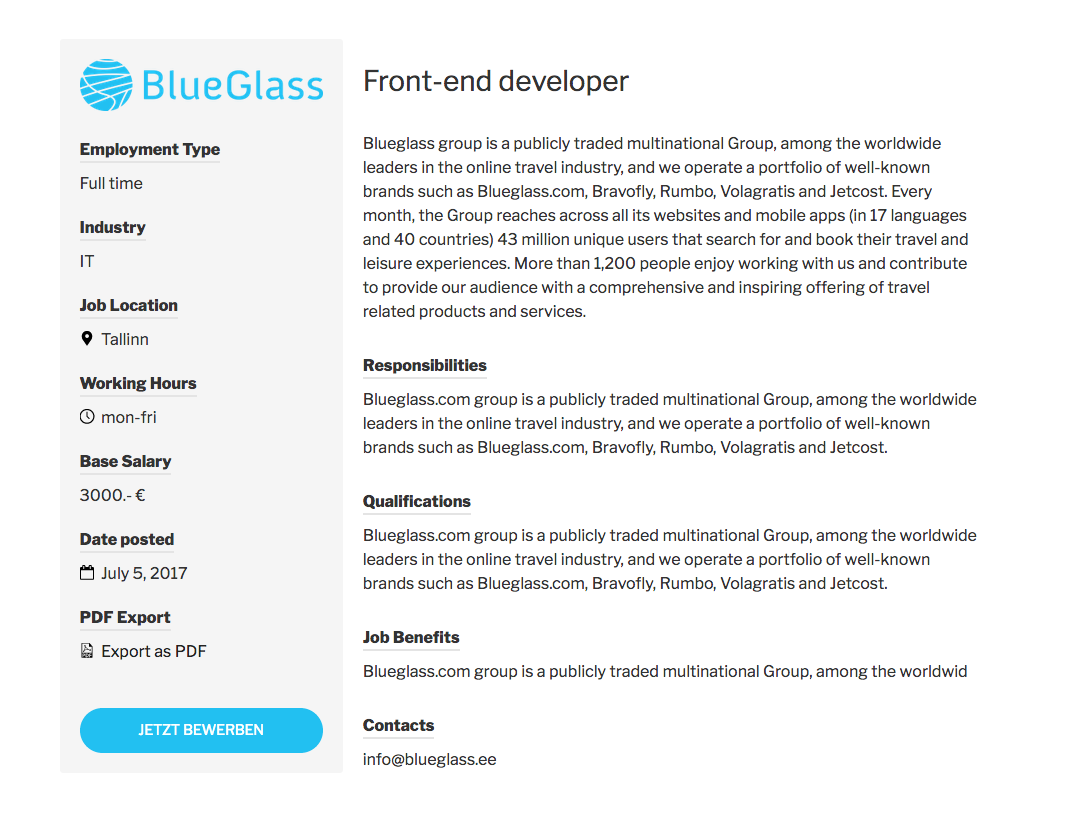 BlueGlass
Employment Type
Full time
Industry
IT
Job Location
Tallinn
Working Hours
mon-fri
Base Salary
3000.- €
Date posted
July 5, 2017
PDF Export
Export as PDF
JETZT BEWERBEN
Front-end developer
Blueglass group is a publicly traded multinational Group, among the worldwide
leaders in the online travel industry, and we operate a portfolio of well-known
brands such as Blueglass.com, Bravofly, Rumbo, Volagratis and Jetcost. Every
month, the Group reaches across all its websites and mobile apps (in 17 languages
and 40 countries) 43 million unique users that search for and book their travel and
leisure experiences. More than 1,200 people enjoy working with us and contribute
to provide our audience with a comprehensive and inspiring offering of travel
related products and services.
Responsibilities
Blueglass.com group is a publicly traded multinational Group, among the worldwide
leaders in the online travel industry, and we operate a portfolio of well-known
brands such as Blueglass.com, Bravofly, Rumbo, Volagratis and Jetcost.
Qualifications
Blueglass.com group is a publicly traded multinational Group, among the worldwide
leaders in the online travel industry, and we operate a portfolio of well-known
brands such as Blueglass.com, Bravofly, Rumbo, Volagratis and Jetcost.
Job Benefits
Blueglass.com group is a publicly traded multinational Group, among the worldwid
Contacts
info@blueglass.ee